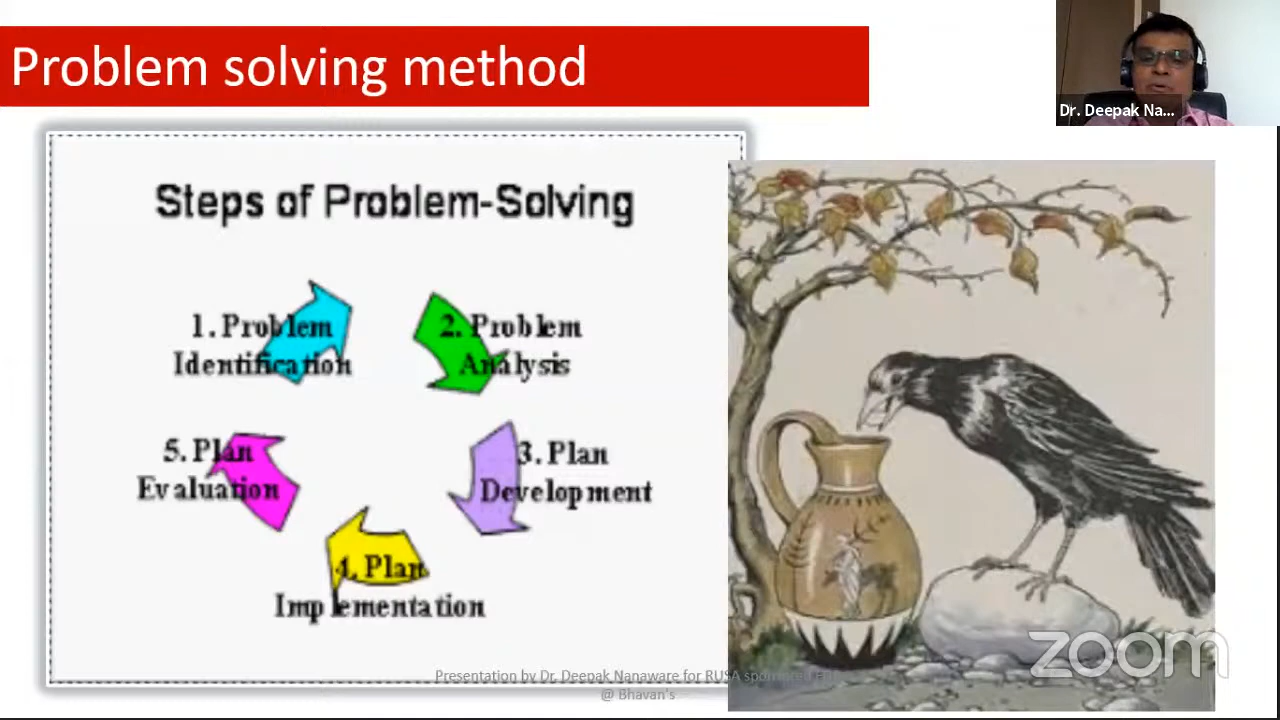 Problem solving method
Dr. Deepak Na...
Steps of Problem-Solving
1. Problem
Identification
2. Problem
Analysis
3. Plan
Development
4. Plan
Implementation
5. Plan
Evaluation
Presentation by Dr. Deepak Nanaware for RUSA sponsored
@ Bhavan's
zoom